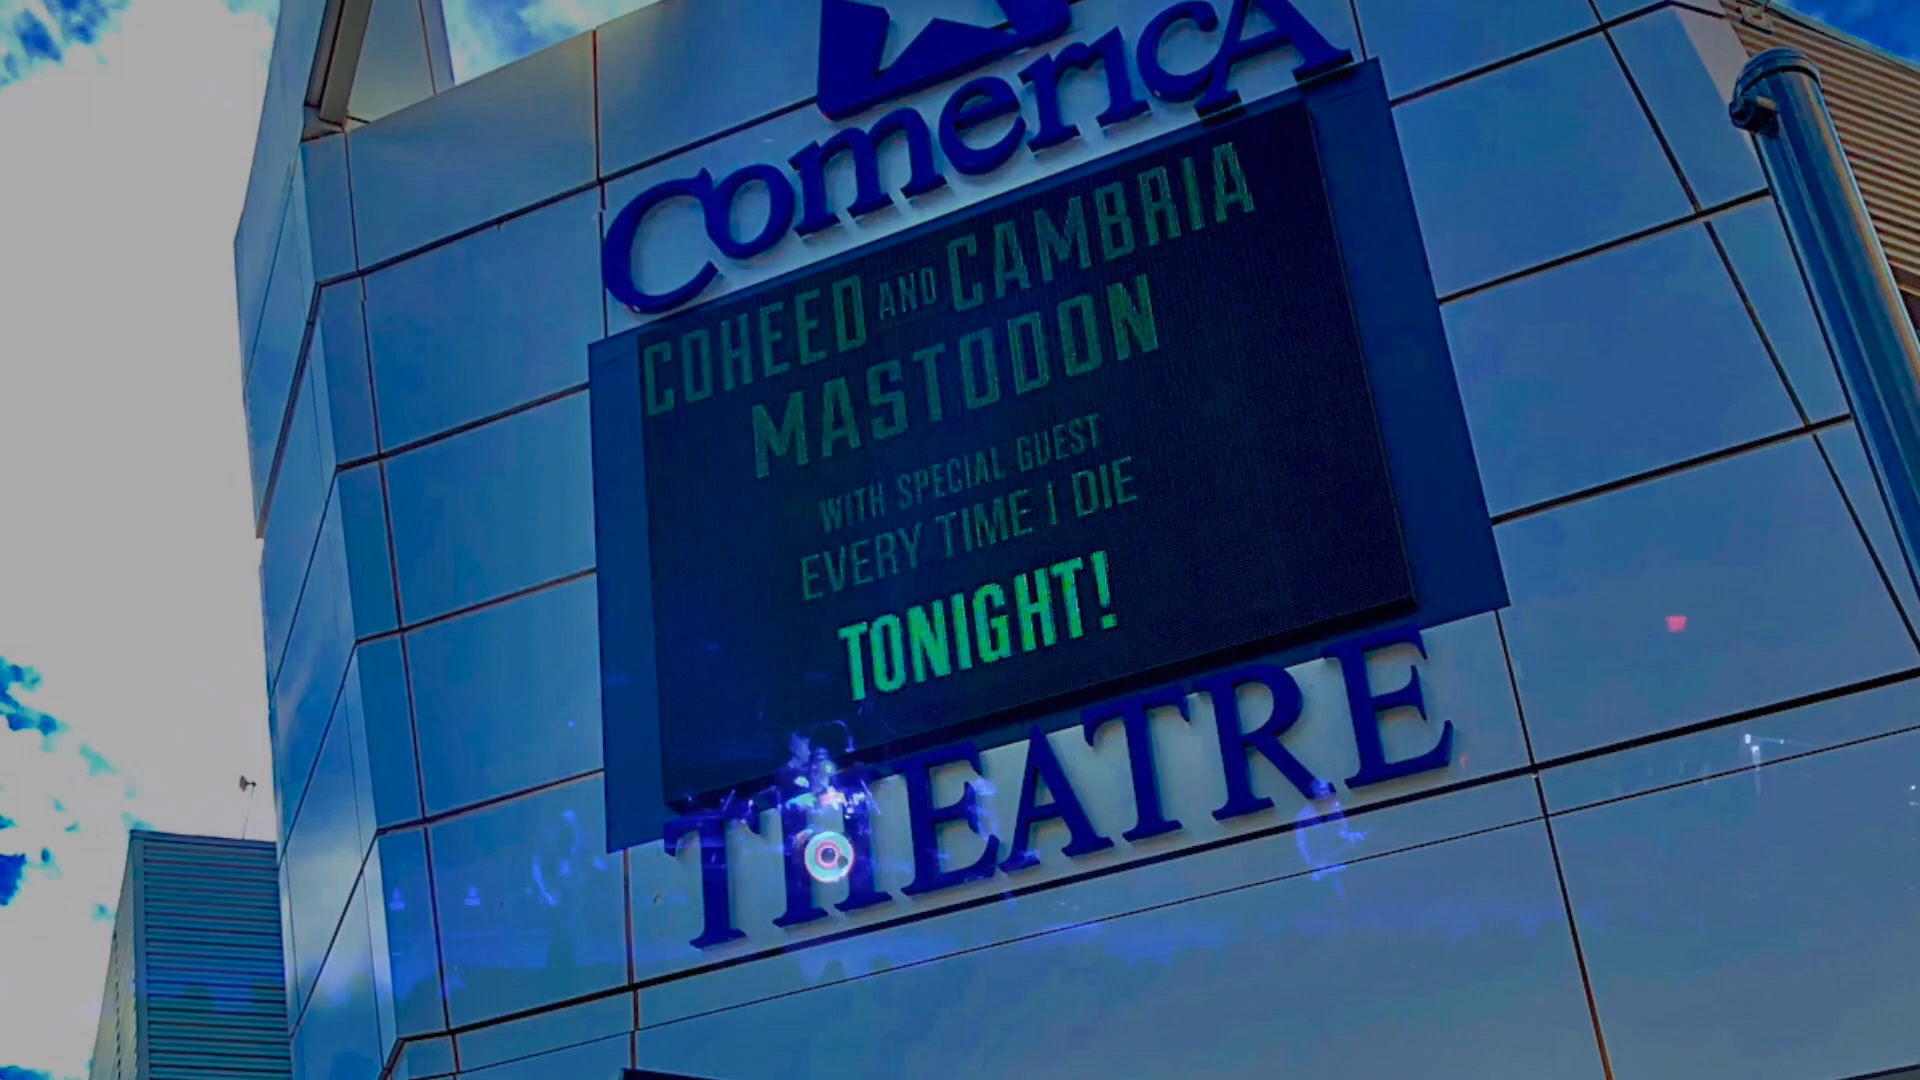 ComericA
COHEED AND CAMBRIA
MASTODON
WITH SPECIAL GUEST
EVERY TIME I DIE
TONIGHT!
THEATRE